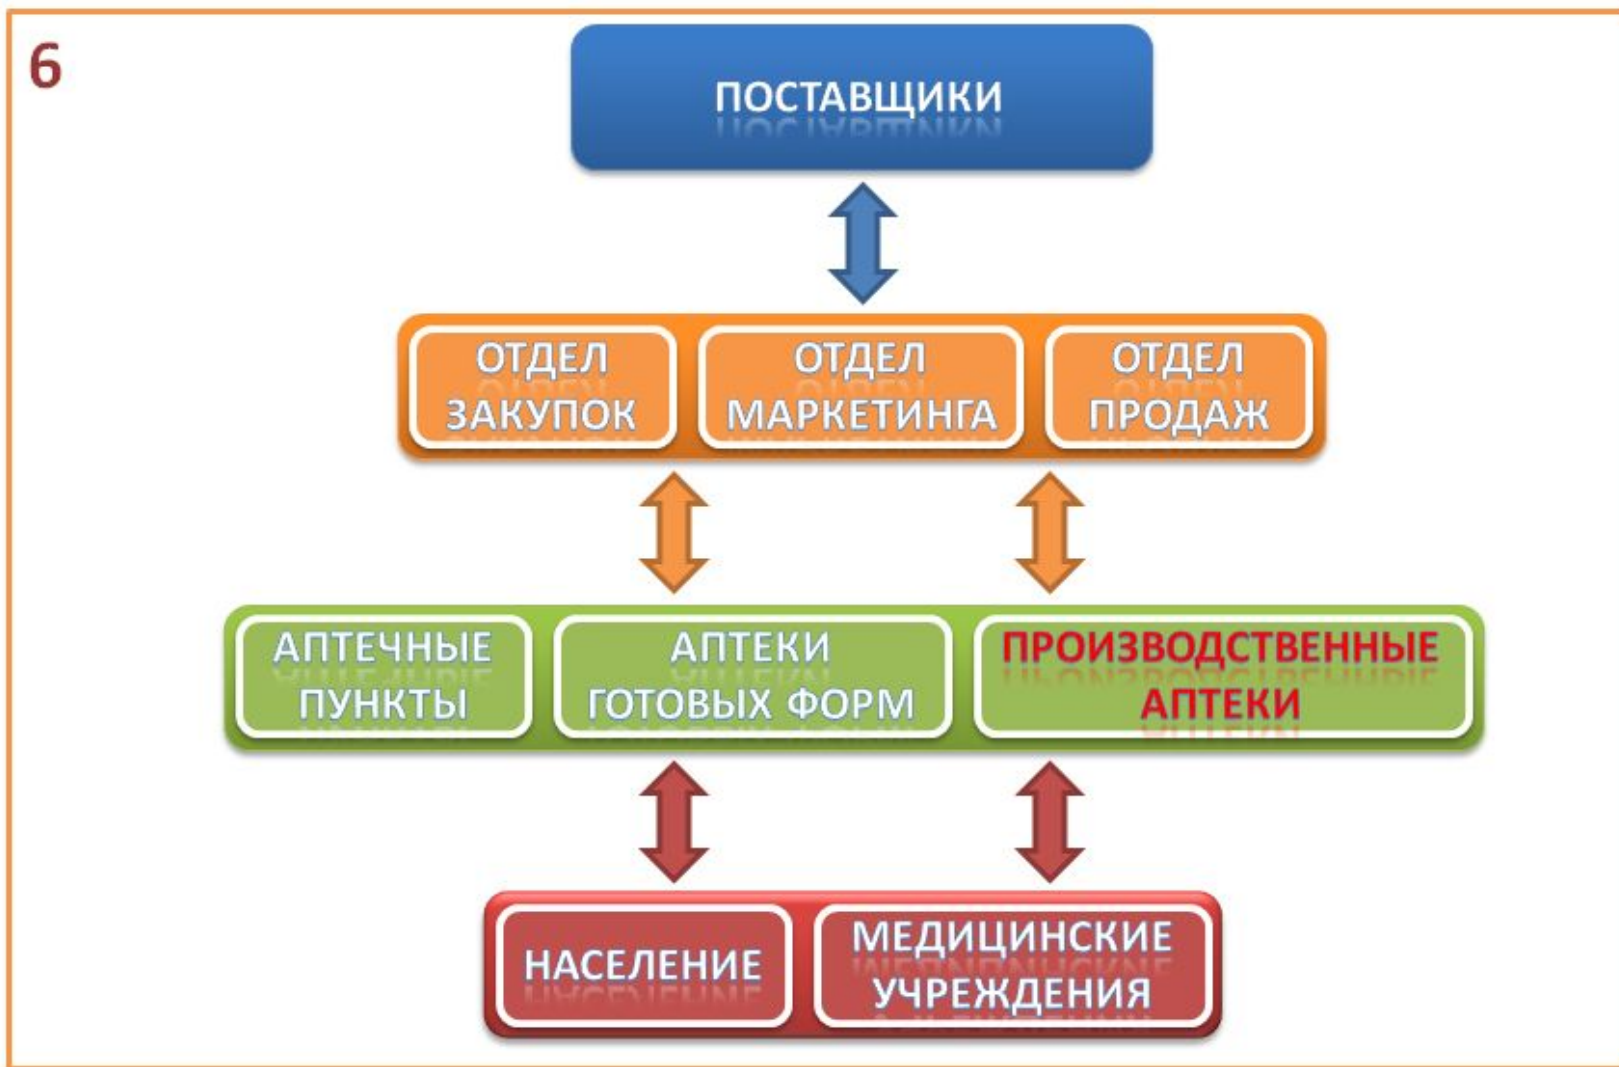 6
ПОСТАВЩИКИ
ОТДЕЛ
ЗАКУПОК
ОТДЕЛ
МАРКЕТИНГА
ОТДЕЛ
ПРОДАЖ
АПТЕЧНЫЕ
ПУНКТЫ
АПТЕКИ
ГОТОВЫХ ФОРМ
ПРОИЗВОДСТВЕННЫЕ
АПТЕКИ
НАСЕЛЕНИЕ
МЕДИЦИНСКИЕ
УЧРЕЖДЕНИЯ